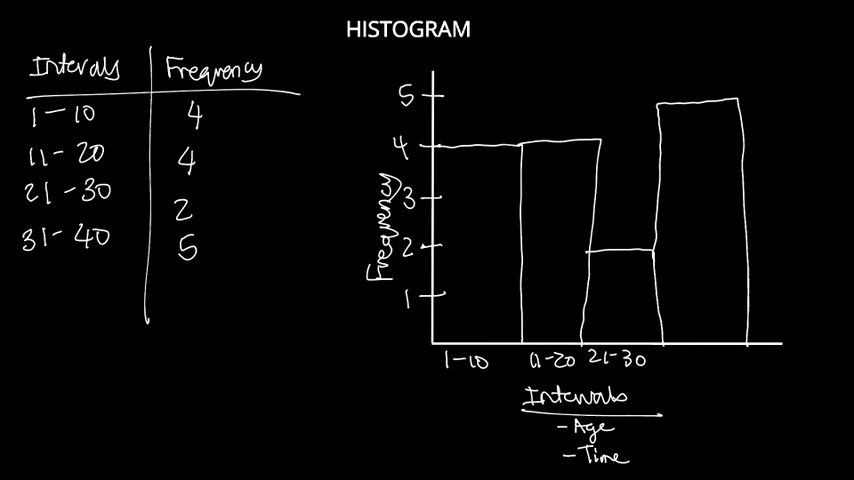 HISTOGRAM
Intervals Frequency
1-10 4
11-20 4
21-30 2
31-40 5
5
4
3
2
1
Frequency
1-10 11-20 21-30
Intervals
- Age
- Time